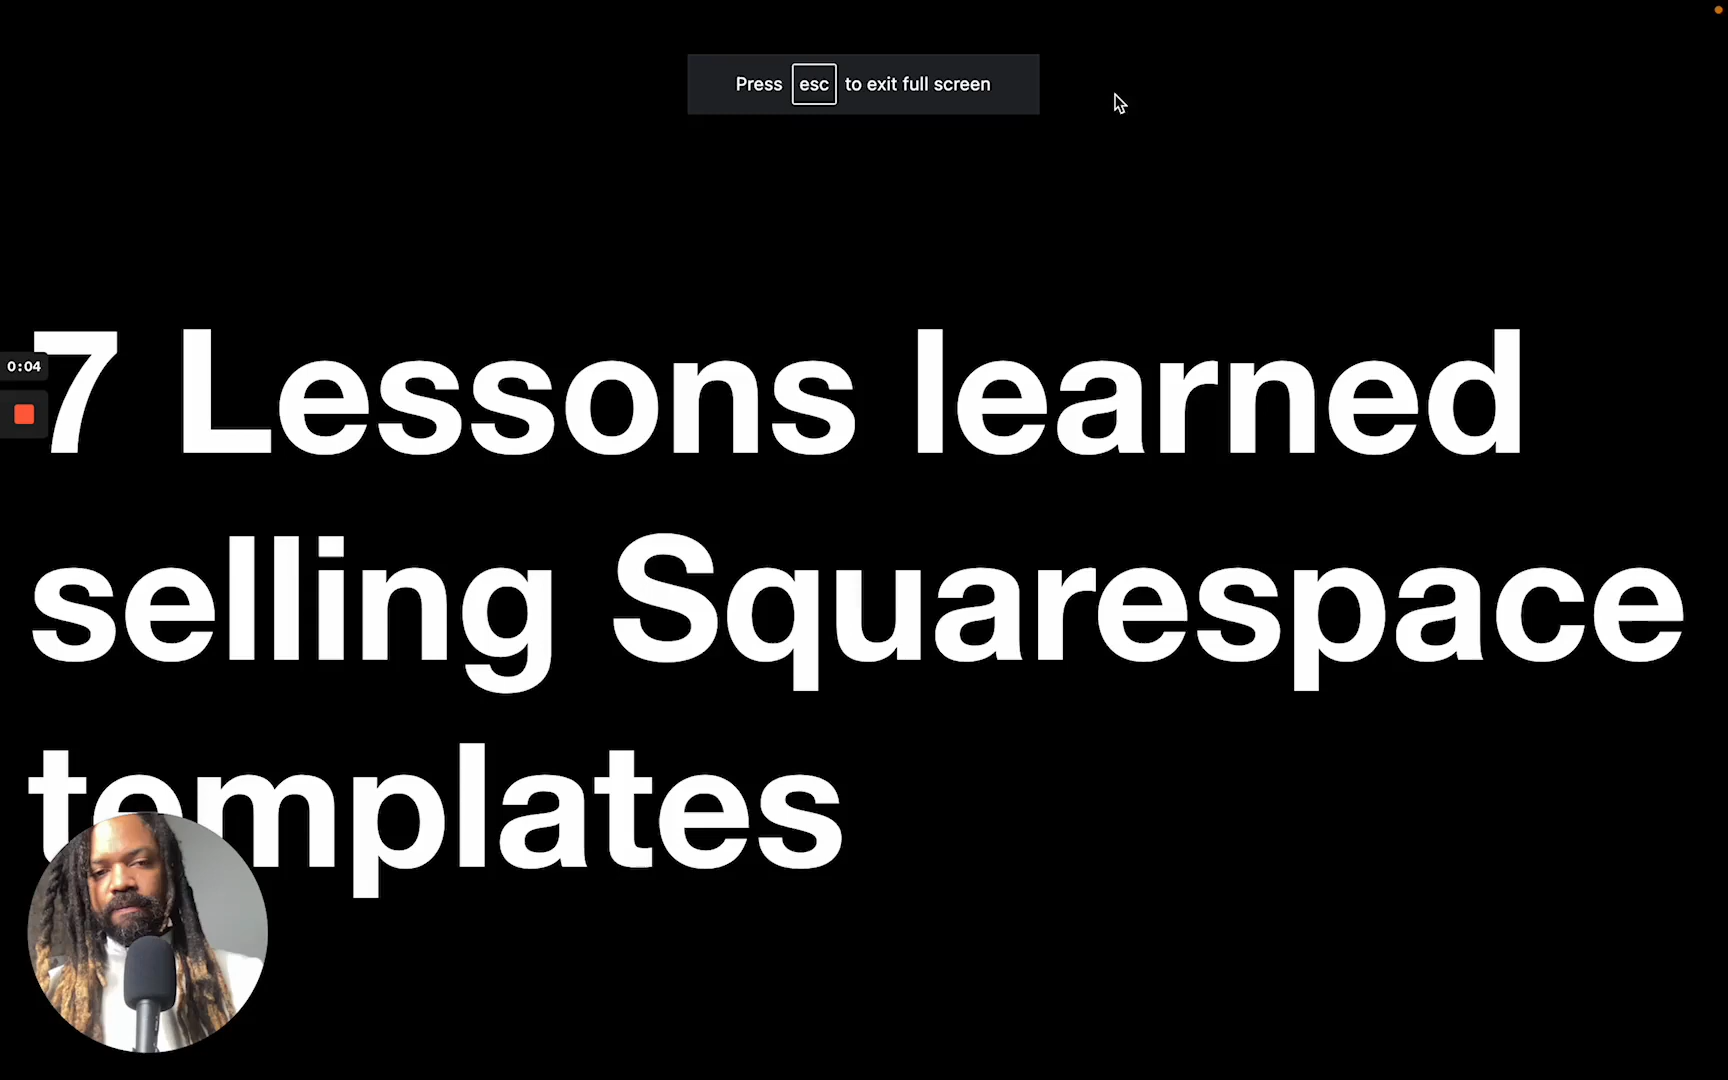 Press esc to exit full screen
7 Lessons learned
0:04
selling Squarespace
templates